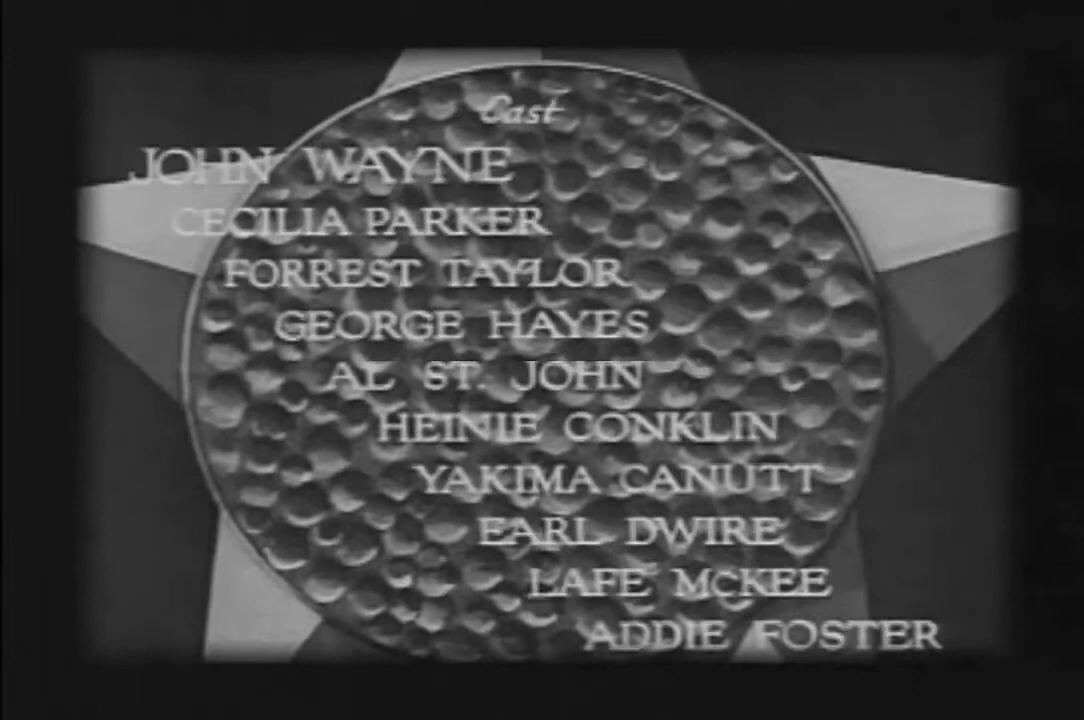 Cast
JOHN WAYNE
CECILIA PARKER
FORREST TAYLOR
GEORGE HAYES
AL ST. JOHN
HEINIE CONKLIN
YAKIMA CANUTT
EARL DWIRE
LAFE McKEE
ADDIE FOSTER